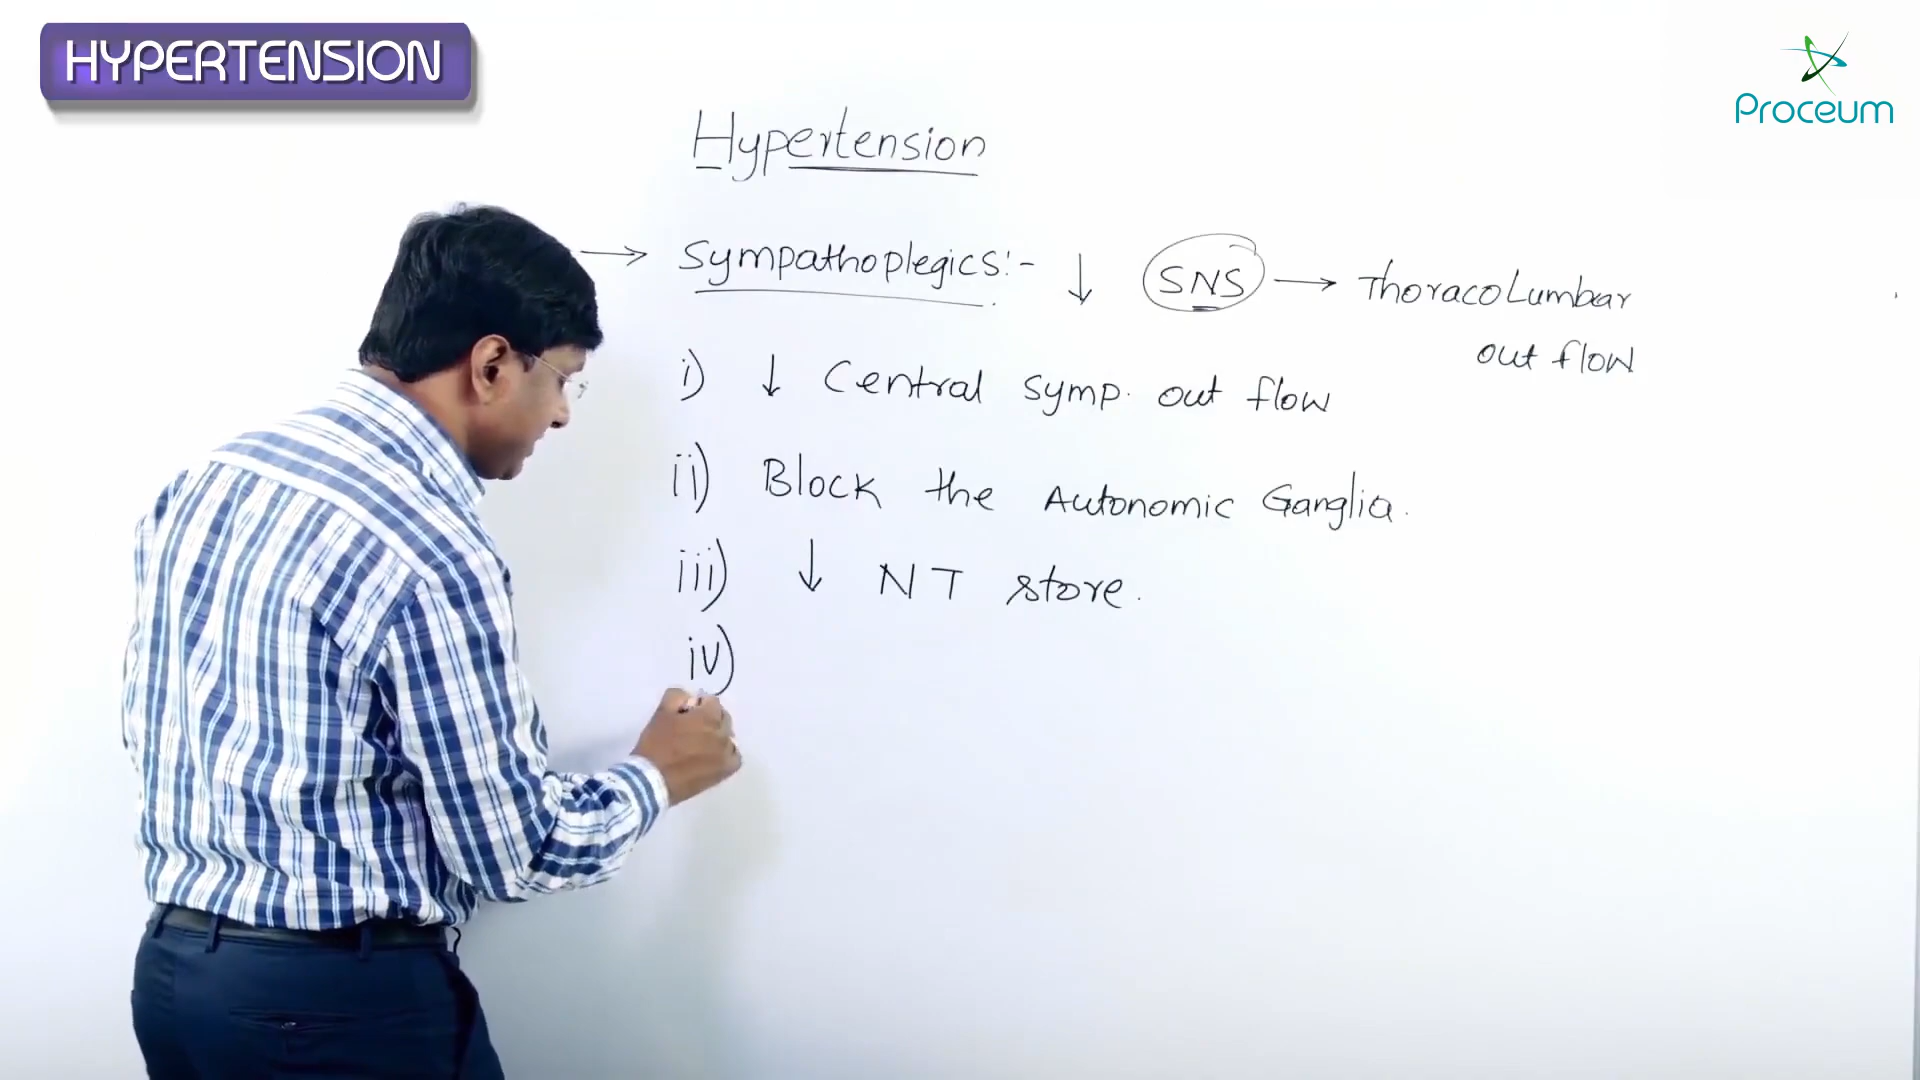 HYPERTENSION
Proceum
Hypertension
→ Sympathoplegics:- ↓ SNS → ThoracoLumbar
out flow
i) ↓ Central symp. out flow
ii) Block the Autonomic Ganglia.
iii) ↓ NT store.
iv)